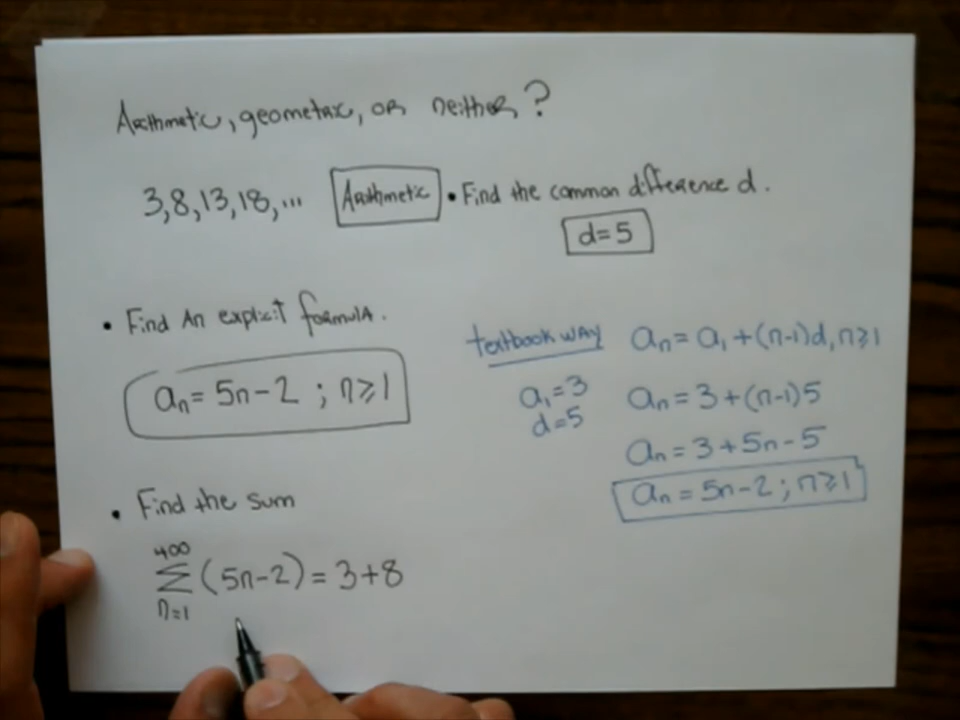 Arithmetic, geometric, or neither?
3, 8, 13, 18, ... Arithmetic • Find the common difference d.
d=5
• Find An explicit formula.
aₙ = 5n-2 ; n≥1
textbook way
a₁=3
d=5
aₙ = a₁ + (n-1)d, n≥1
aₙ = 3 + (n-1)5
aₙ = 3 + 5n - 5
aₙ = 5n-2 ; n≥1
• Find the sum
400
∑ (5n-2) = 3+8
n=1